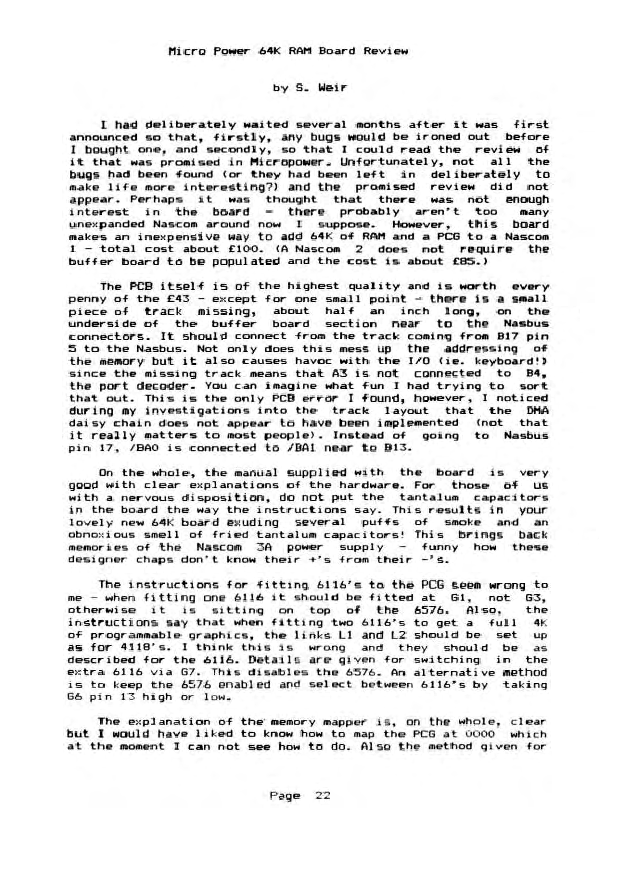 Micro Power 64K RAM Board Review
by S. Weir
I had deliberately waited several months after it was first
announced so that, firstly, any bugs would be ironed out before
I bought one, and secondly, so that I could read the review of
it that was promised in Micropower. Unfortunately, not all the
bugs had been found (or they had been left in deliberately to
make life more interesting?) and the promised review did not
appear. Perhaps it was thought that there was not enough
interest in the board - there probably aren't too many
unexpanded Nascom around now I suppose. However, this board
makes an inexpensive way to add 64K of RAM and a PCG to a Nascom
1 - total cost about £100. (A Nascom 2 does not require the
buffer board to be populated and the cost is about £85.)
The PCB itself is of the highest quality and is worth every
penny of the £43 - except for one small point - there is a small
piece of track missing, about half an inch long, on the
underside of the buffer board section near to the Nasbus
connectors. It should connect from the track coming from B17 pin
5 to the Nasbus. Not only does this mess up the addressing of
the memory but it also causes havoc with the I/O (ie. keyboard!)
since the missing track means that A3 is not connected to B4,
the port decoder. You can imagine what fun I had trying to sort
that out. This is the only PCB error I found, however, I noticed
during my investigations into the track layout that the DMA
daisy chain does not appear to have been implemented (not that
it really matters to most people). Instead of going to Nasbus
pin 17, /BAO is connected to /BAI near to B13.
On the whole, the manual supplied with the board is very
good with clear explanations of the hardware. For those of us
with a nervous disposition, do not put the tantalum capacitors
in the board the way the instructions say. This results in your
lovely new 64K board exuding several puffs of smoke and an
obnoxious smell of fried tantalum capacitors! This brings back
memories of the Nascom 3A power supply - funny how these
designer chaps don't know their +'s from their -'s.
The instructions for fitting 6116's to the PCG seem wrong to
me - when fitting one 6116 it should be fitted at G1, not G3,
otherwise it is sitting on top of the 6576. Also, the
instructions say that when fitting two 6116's to get a full 4K
of programmable graphics, the links L1 and L2 should be set up
as for 4118's. I think this is wrong and they should be as
described for the 6116. Details are given for switching in the
extra 6116 via G7. This disables the 6576. An alternative method
is to keep the 6576 enabled and select between 6116's by taking
G6 pin 13 high or low.
The explanation of the memory mapper is, on the whole, clear
but I would have liked to know how to map the PCG at 0000 which
at the moment I can not see how to do. Also the method given for
Page 22